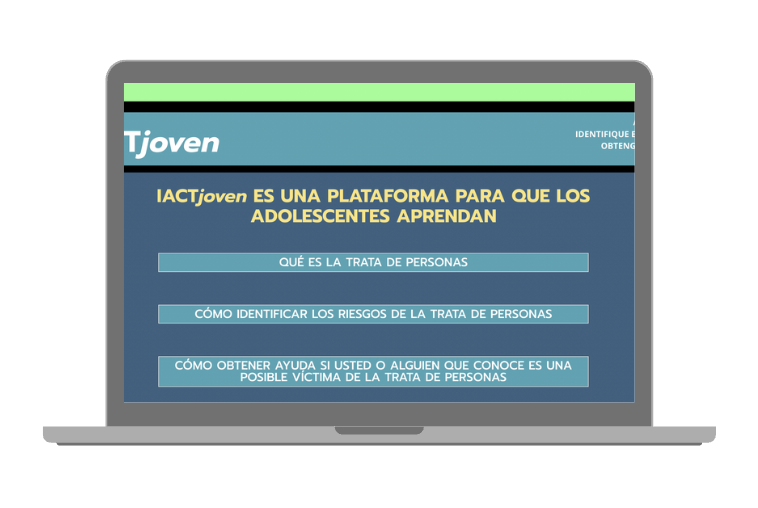 Tjoven
IDENTIFIQUE E
OBTENG
IACTjoven ES UNA PLATAFORMA PARA QUE LOS
ADOLESCENTES APRENDAN
QUÉ ES LA TRATA DE PERSONAS
CÓMO IDENTIFICAR LOS RIESGOS DE LA TRATA DE PERSONAS
CÓMO OBTENER AYUDA SI USTED O ALGUIEN QUE CONOCE ES UNA
POSIBLE VÍCTIMA DE LA TRATA DE PERSONAS